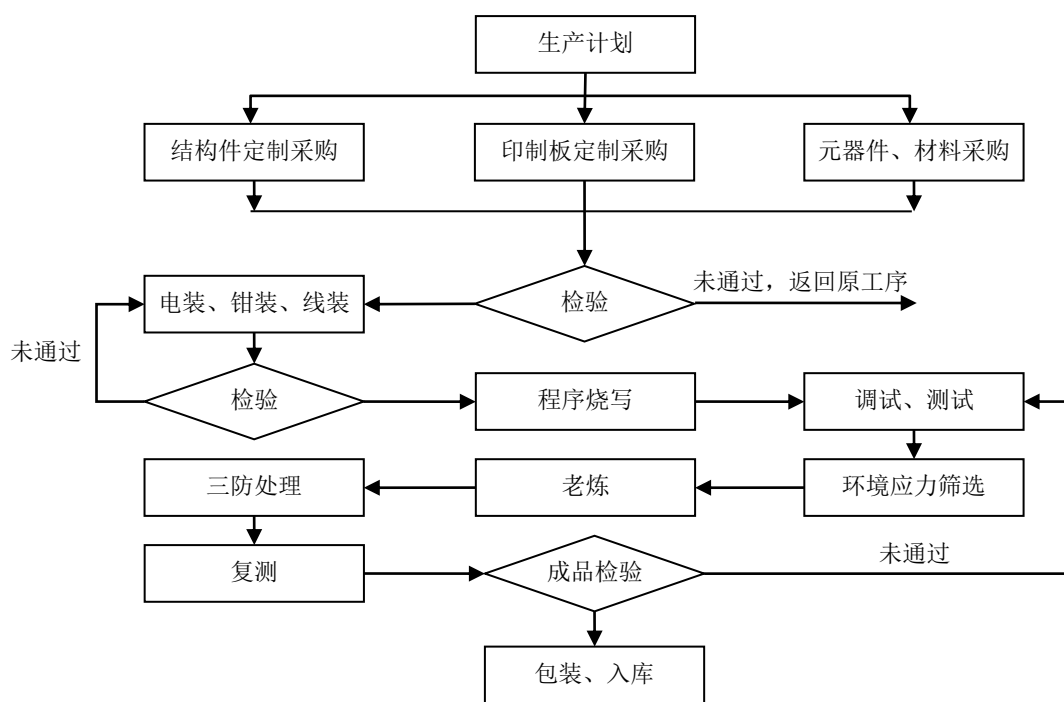 生产计划
结构件定制采购
印制板定制采购
元器件、材料采购
未通过，返回原工序
电装、钳装、线装
检验
未通过
检验
程序烧写
调试、测试
三防处理
老炼
环境应力筛选
未通过
复测
成品检验
包装、入库